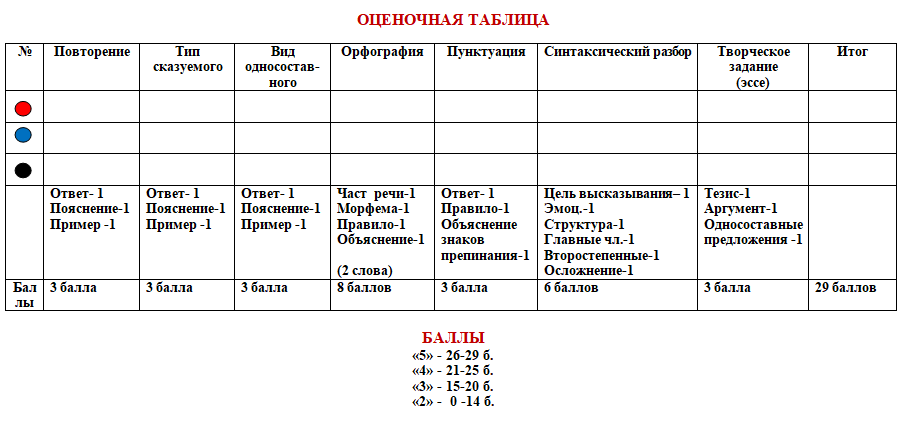 ОЦЕНОЧНАЯ ТАБЛИЦА
№
Повторение
Тип
сказуемого
Вид
односостав-
ного
Орфография
Пунктуация
Синтаксический разбор
Творческое
задание
(эссе)
Итог
Ответ- 1
Пояснение-1
Пример -1
Ответ- 1
Пояснение-1
Пример -1
Ответ- 1
Пояснение-1
Пример -1
Част речи-1
Морфема-1
Правило-1
Объяснение-1
(2 слова)
Ответ- 1
Правило-1
Объяснение
знаков
препинания-1
Цель высказывания– 1
Эмоц.-1
Структура-1
Главные чл.-1
Второстепенные-1
Осложнение-1
Тезис-1
Аргумент-1
Односоставные
предложения -1
Бал
лы
3 балла
3 балла
3 балла
8 баллов
3 балла
6 баллов
3 балла
29 баллов
БАЛЛЫ
«5» - 26-29 б.
«4» - 21-25 б.
«3» - 15-20 б.
«2» - 0 -14 б.